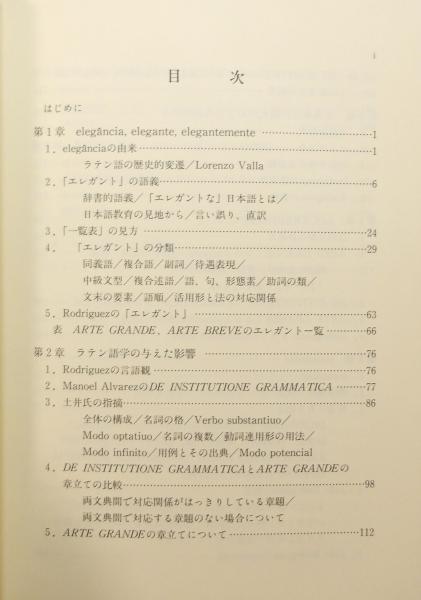 i
目　次
はじめに
第1章　elegância, elegante, elegantemente ……………………………1
1．elegânciaの由来……………………………………………………1
ラテン語の歴史的変遷／Lorenzo Valla
2．「エレガント」の語義………………………………………………6
辞書的語義／「エレガントな」日本語とは／
日本語教育の見地から／言い誤り、直訳
3．「一覧表」の見方……………………………………………………24
4．「エレガント」の分類………………………………………………29
同義語／複合語／副詞／待遇表現／
中級文型／複合述語／語、句、形態素／助詞の類／
文末の要素／語順／活用形と法の対応関係
5．Rodriguezの「エレガント」………………………………………63
表　ARTE GRANDE、ARTE BREVEのエレガント一覧…………66
第2章　ラテン語学の与えた影響 ……………………………………76
1．Rodriguezの言語観…………………………………………………76
2．Manoel AlvarezのDE INSTITUTIONE GRAMMATICA ………77
3．土井氏の指摘…………………………………………………………86
全体の構成／名詞の格／Verbo substantiuo／
Modo optatiuo／名詞の複数／動詞連用形の用法／
Modo infinito／用例とその出典／Modo potencial
4．DE INSTITUTIONE GRAMMATICAとARTE GRANDEの
章立ての比較……………………………………………………………98
両文典間で対応関係がはっきりしている章題／
両文典間で対応する章題のない場合について
5．ARTE GRANDEの章立てについて………………………………112